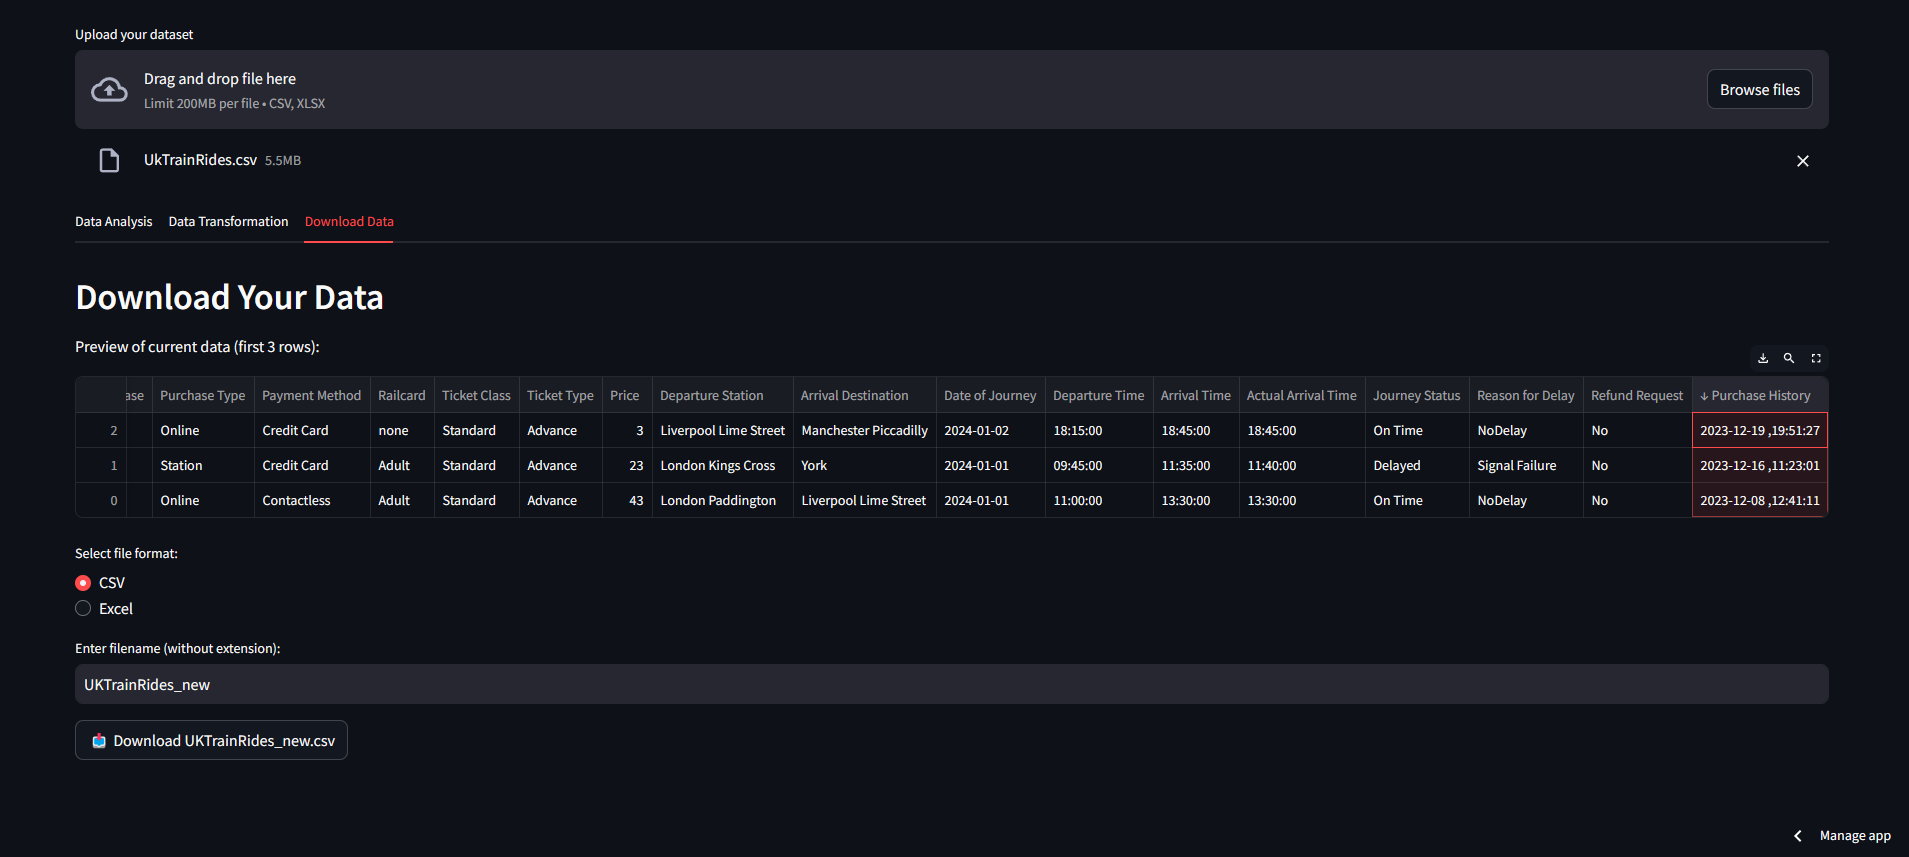 Upload your dataset
Drag and drop file here
Limit 200MB per file • CSV, XLSX
Browse files
UkTrainRides.csv 5.5MB
Data Analysis Data Transformation Download Data
Download Your Data
Preview of current data (first 3 rows):
ase Purchase Type Payment Method Railcard Ticket Class Ticket Type Price Departure Station Arrival Destination Date of Journey Departure Time Arrival Time Actual Arrival Time Journey Status Reason for Delay Refund Request ↓ Purchase History
2 Online Credit Card none Standard Advance 3 Liverpool Lime Street Manchester Piccadilly 2024-01-02 18:15:00 18:45:00 18:45:00 On Time NoDelay No 2023-12-19 ,19:51:27
1 Station Credit Card Adult Standard Advance 23 London Kings Cross York 2024-01-01 09:45:00 11:35:00 11:40:00 Delayed Signal Failure No 2023-12-16 ,11:23:01
0 Online Contactless Adult Standard Advance 43 London Paddington Liverpool Lime Street 2024-01-01 11:00:00 13:30:00 13:30:00 On Time NoDelay No 2023-12-08 ,12:41:11
Select file format:
CSV
Excel
Enter filename (without extension):
UKTrainRides_new
Download UKTrainRides_new.csv
Manage app